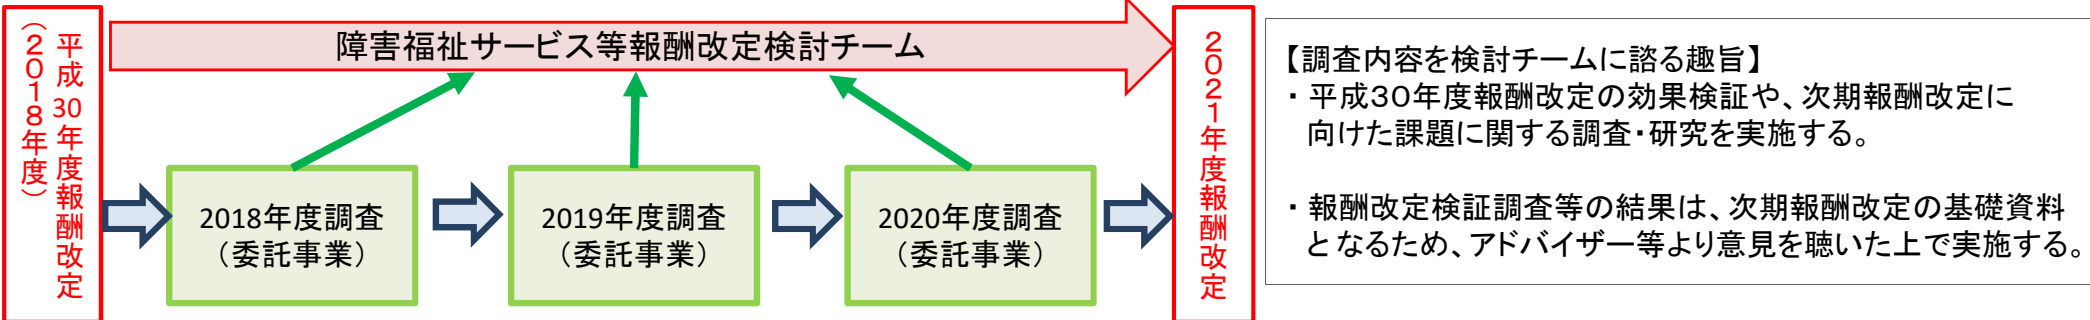 平成30年度報酬改定
（２０１８年度）
障害福祉サービス等報酬改定検討チーム
2018年度調査
（委託事業）
2019年度調査
（委託事業）
2020年度調査
（委託事業）
２０２１年度報酬改定
【調査内容を検討チームに諮る趣旨】
・平成３０年度報酬改定の効果検証や、次期報酬改定に
向けた課題に関する調査・研究を実施する。
・報酬改定検証調査等の結果は、次期報酬改定の基礎資料
となるため、アドバイザー等より意見を聴いた上で実施する。